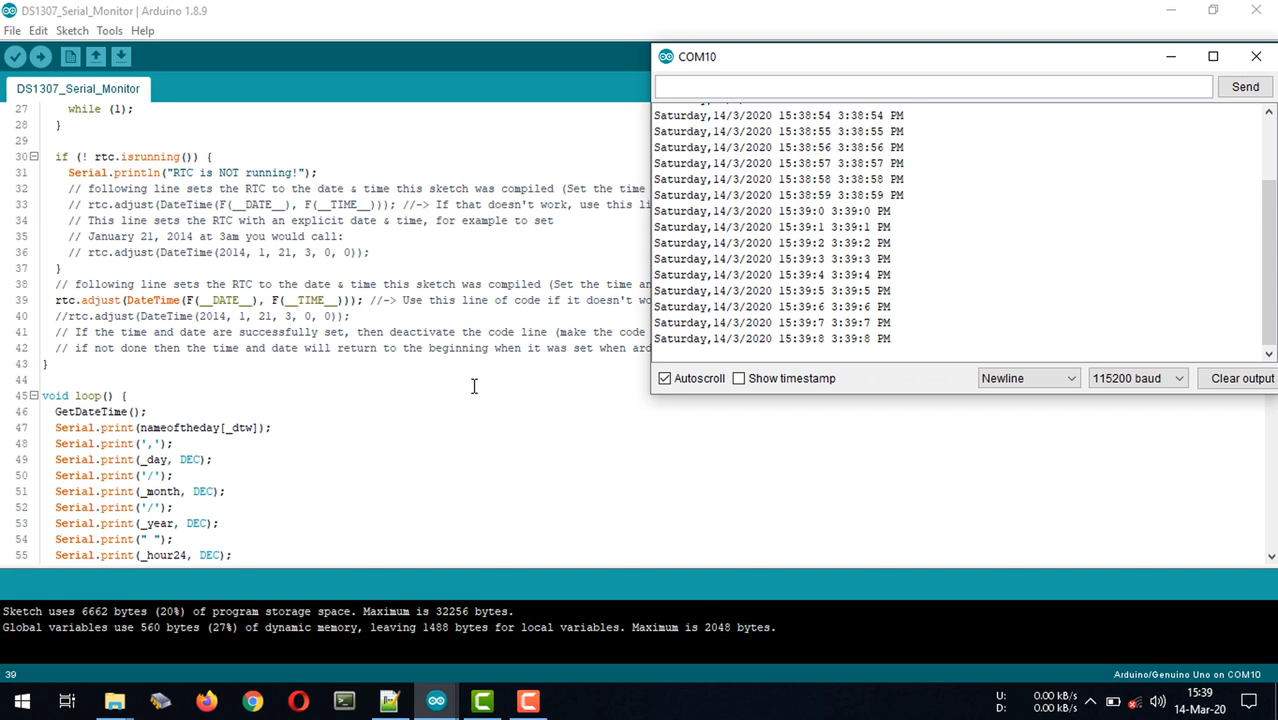 DS1307_Serial_Monitor | Arduino 1.8.9
File Edit Sketch Tools Help
DS1307_Serial_Monitor
27 while (1);
28 }
29
30 if (! rtc.isrunning()) {
31 Serial.println("RTC is NOT running!");
32 // following line sets the RTC to the date & time this sketch was compiled (Set the time
33 // rtc.adjust(DateTime(F(__DATE__), F(__TIME__))); //-> If that doesn't work, use this li
34 // This line sets the RTC with an explicit date & time, for example to set
35 // January 21, 2014 at 3am you would call:
36 // rtc.adjust(DateTime(2014, 1, 21, 3, 0, 0));
37 }
38 // following line sets the RTC to the date & time this sketch was compiled (Set the time an
39 rtc.adjust(DateTime(F(__DATE__), F(__TIME__))); //-> Use this line of code if it doesn't wo
40 //rtc.adjust(DateTime(2014, 1, 21, 3, 0, 0));
41 // If the time and date are successfully set, then deactivate the code line (make the code
42 // if not done then the time and date will return to the beginning when it was set when ard
43 }
44
45 void loop() {
46 GetDateTime();
47 Serial.print(nameoftheday[_dtw]);
48 Serial.print(',');
49 Serial.print(_day, DEC);
50 Serial.print('/');
51 Serial.print(_month, DEC);
52 Serial.print('/');
53 Serial.print(_year, DEC);
54 Serial.print(" ");
55 Serial.print(_hour24, DEC);
COM10
Send
Saturday,14/3/2020 15:38:54 3:38:54 PM
Saturday,14/3/2020 15:38:55 3:38:55 PM
Saturday,14/3/2020 15:38:56 3:38:56 PM
Saturday,14/3/2020 15:38:57 3:38:57 PM
Saturday,14/3/2020 15:38:58 3:38:58 PM
Saturday,14/3/2020 15:38:59 3:38:59 PM
Saturday,14/3/2020 15:39:0 3:39:0 PM
Saturday,14/3/2020 15:39:1 3:39:1 PM
Saturday,14/3/2020 15:39:2 3:39:2 PM
Saturday,14/3/2020 15:39:3 3:39:3 PM
Saturday,14/3/2020 15:39:4 3:39:4 PM
Saturday,14/3/2020 15:39:5 3:39:5 PM
Saturday,14/3/2020 15:39:6 3:39:6 PM
Saturday,14/3/2020 15:39:7 3:39:7 PM
Saturday,14/3/2020 15:39:8 3:39:8 PM
Autoscroll Show timestamp Newline 115200 baud Clear output
Sketch uses 6662 bytes (20%) of program storage space. Maximum is 32256 bytes.
Global variables use 560 bytes (27%) of dynamic memory, leaving 1488 bytes for local variables. Maximum is 2048 bytes.
39 Arduino/Genuino Uno on COM10
U: 0.00 kB/s
D: 0.00 kB/s
15:39
14-Mar-20